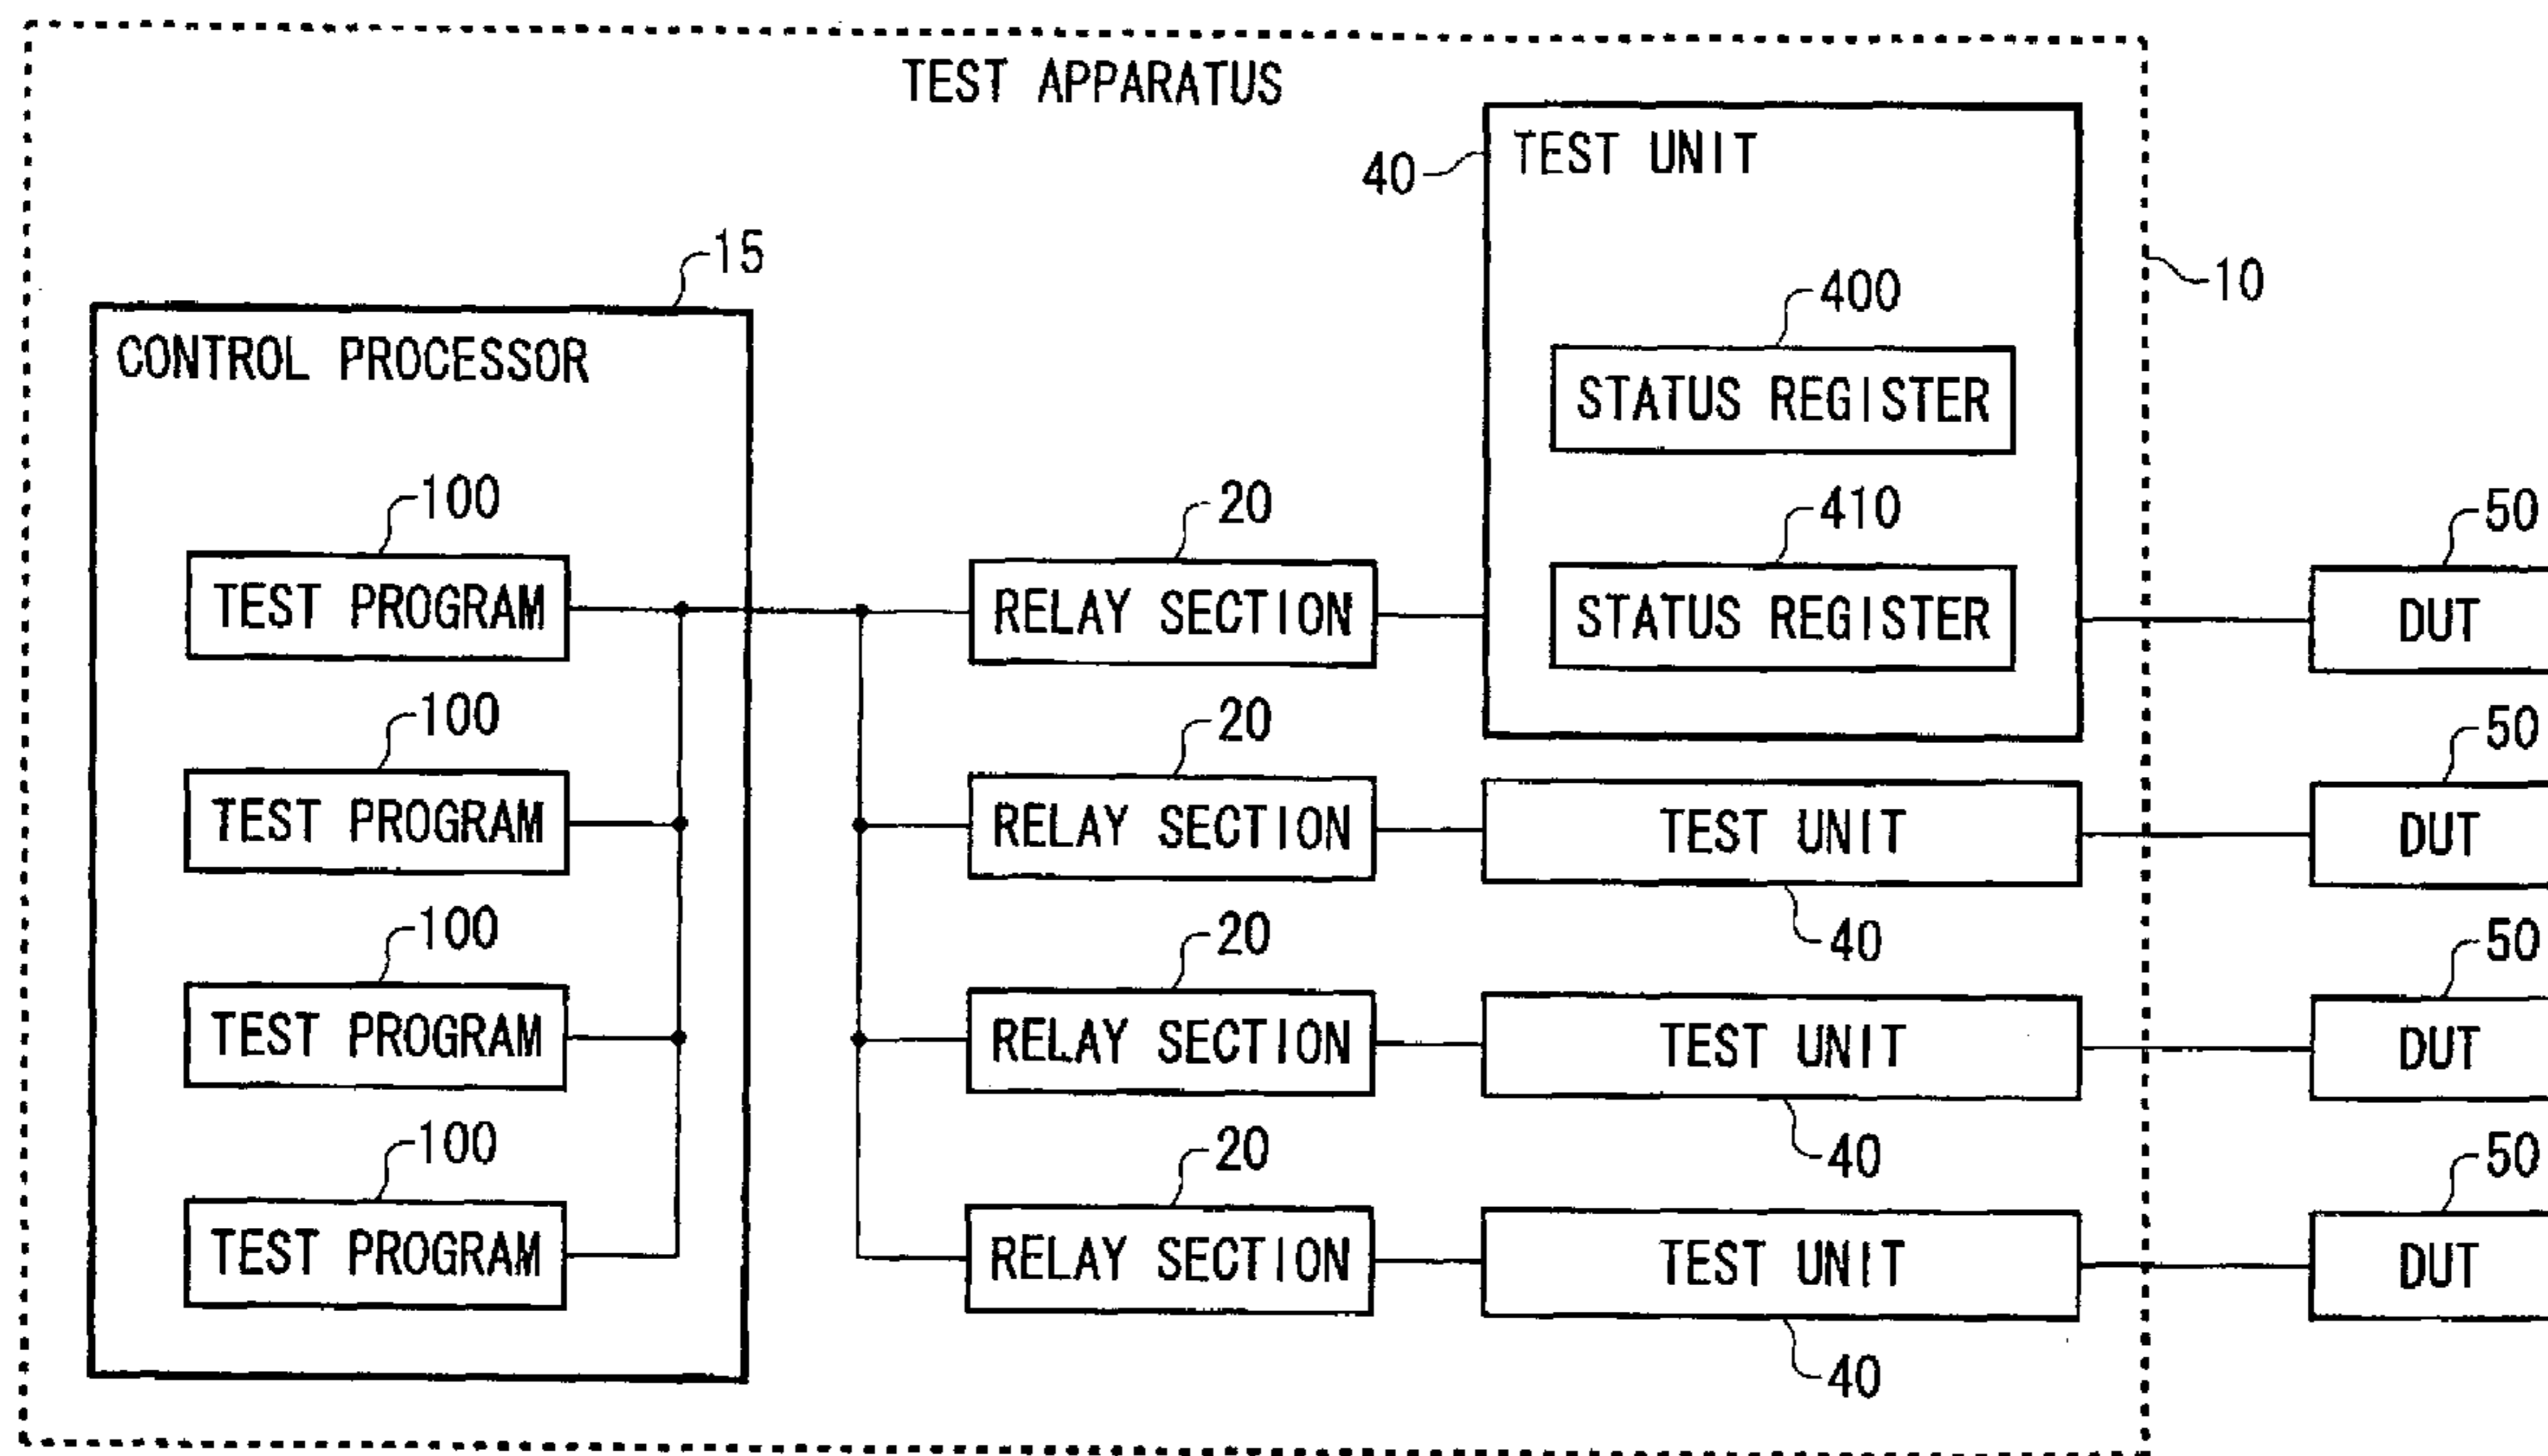 TEST APPARATUS
40
TEST UNIT
15
10
400
CONTROL PROCESSOR
STATUS REGISTER
100
20
410
50
TEST PROGRAM
RELAY SECTION
STATUS REGISTER
DUT
100
20
50
TEST PROGRAM
RELAY SECTION
TEST UNIT
DUT
100
20
40
50
TEST PROGRAM
RELAY SECTION
TEST UNIT
DUT
100
20
40
50
TEST PROGRAM
RELAY SECTION
TEST UNIT
DUT
40